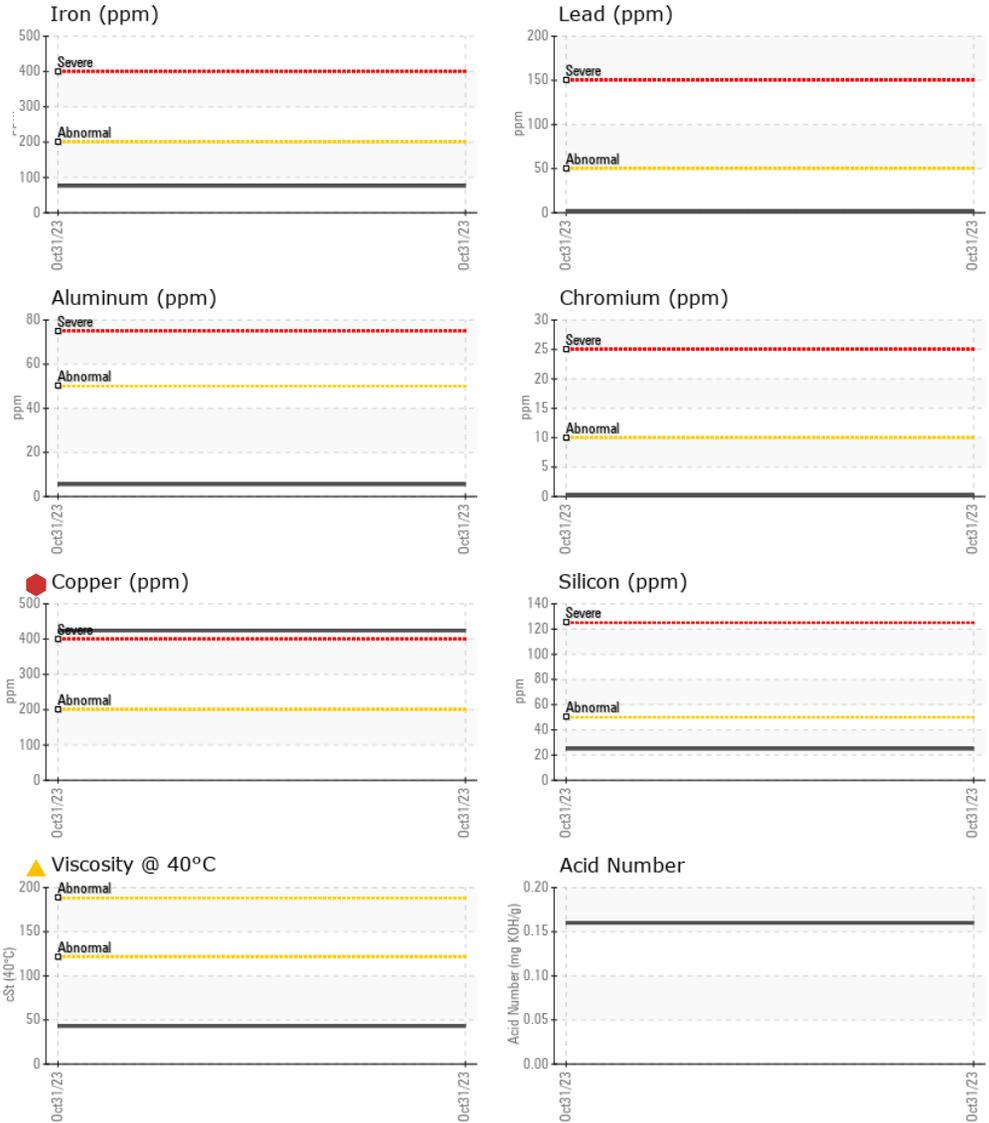 Iron (ppm)
500
Severe
400
300
Abnormal
200
100
0
Oct31/23
Oct31/23
Lead (ppm)
200
Severe
150
ppm
100
Abnormal
50
0
Oct31/23
Oct31/23
Aluminum (ppm)
80
Severe
60
Abnormal
ppm
40
20
0
Oct31/23
Oct31/23
Chromium (ppm)
30
Severe
25
20
ppm
15
Abnormal
10
5
0
Oct31/23
Oct31/23
Copper (ppm)
500
Severe
400
300
ppm
Abnormal
200
100
0
Oct31/23
Oct31/23
Silicon (ppm)
140
Severe
120
100
80
ppm
Abnormal
60
40
20
0
Oct31/23
Oct31/23
Viscosity @ 40°C
200
Abnormal
150
Abnormal
cSt (40°C)
100
50
0
Oct31/23
Oct31/23
Acid Number
0.20
0.15
Acid Number (mg KOH/g)
0.10
0.05
0.00
Oct31/23
Oct31/23